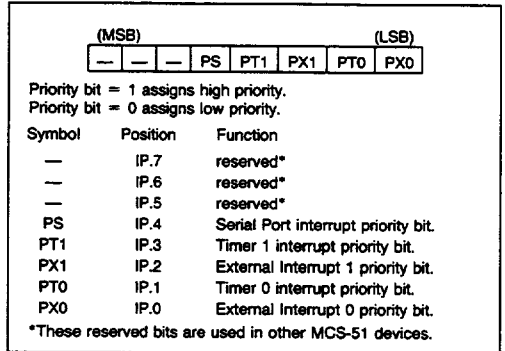 (MSB) (LSB)
— — — PS PT1 PX1 PT0 PX0
Priority bit = 1 assigns high priority.
Priority bit = 0 assigns low priority.
Symbol Position Function
— IP.7 reserved*
— IP.6 reserved*
— IP.5 reserved*
PS IP.4 Serial Port interrupt priority bit.
PT1 IP.3 Timer 1 interrupt priority bit.
PX1 IP.2 External Interrupt 1 priority bit.
PT0 IP.1 Timer 0 interrupt priority bit.
PX0 IP.0 External Interrupt 0 priority bit.
*These reserved bits are used in other MCS-51 devices.